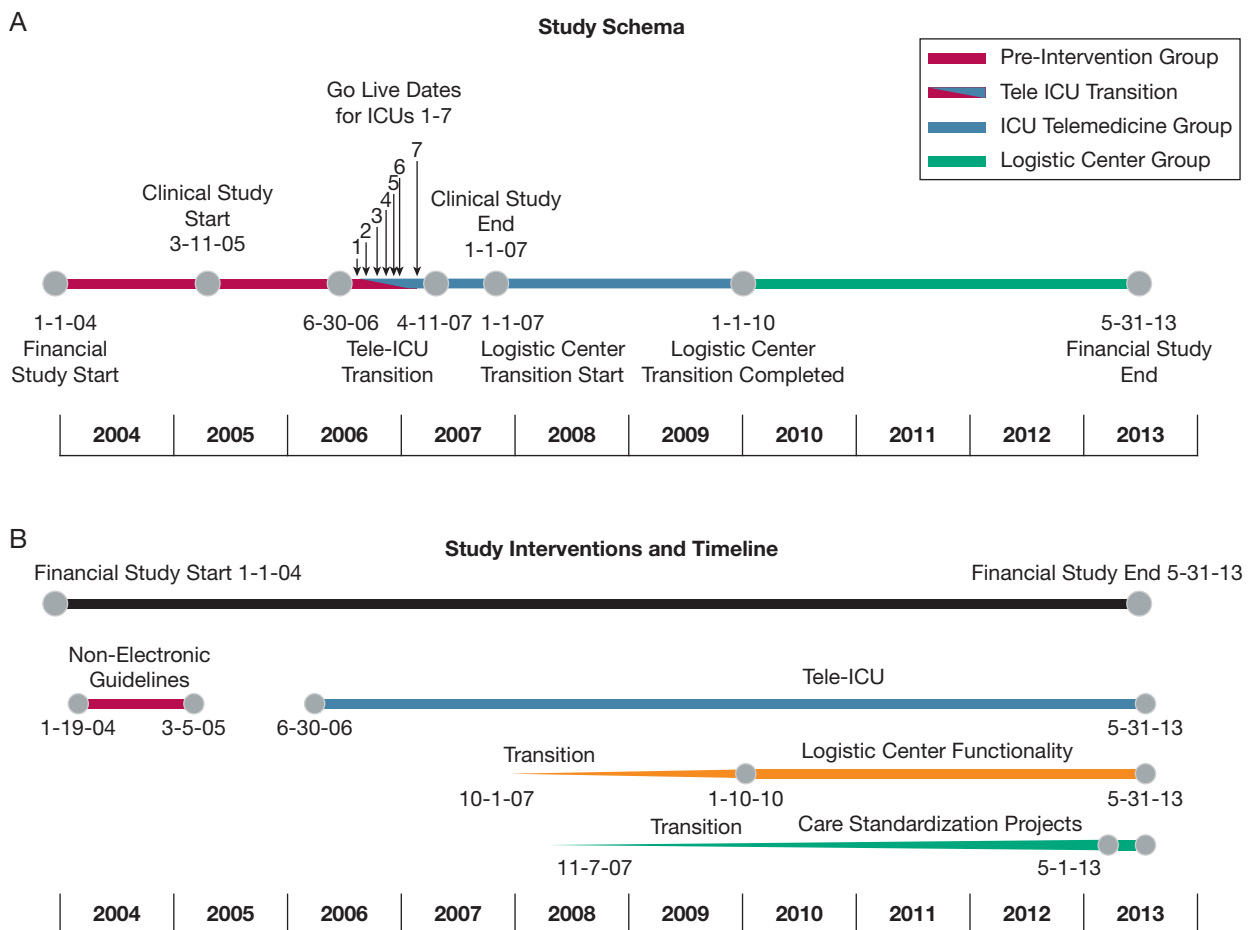 A
Study Schema
Pre-Intervention Group
Tele ICU Transition
ICU Telemedicine Group
Logistic Center Group
Go Live Dates
for ICUs 1-7
1
2
3
4
5
6
7
Clinical Study
Start
3-11-05
Clinical Study
End
1-1-07
1-1-04
Financial
Study Start
6-30-06 4-11-07
Tele-ICU
Transition
1-1-07
Logistic Center
Transition Start
1-1-10
Logistic Center
Transition Completed
5-31-13
Financial Study
End
2004 2005 2006 2007 2008 2009 2010 2011 2012 2013
B
Study Interventions and Timeline
Financial Study Start 1-1-04
Financial Study End 5-31-13
Non-Electronic
Guidelines
1-19-04 3-5-05
Tele-ICU
6-30-06 5-31-13
Transition Logistic Center Functionality
10-1-07 1-10-10 5-31-13
Transition Care Standardization Projects
11-7-07 5-1-13
2004 2005 2006 2007 2008 2009 2010 2011 2012 2013